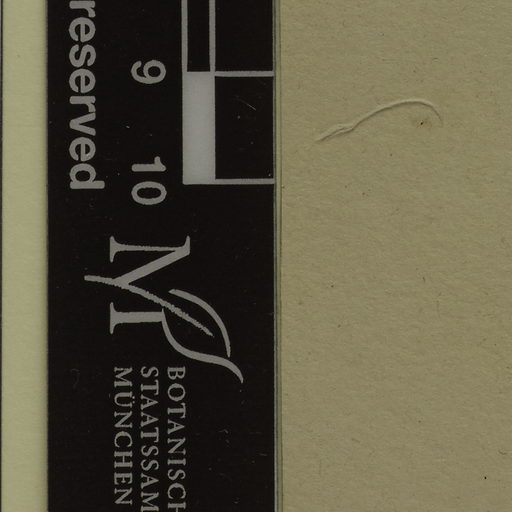 reserved
9 10
M
BOTANISCH
STAATSSAM
MÜNCHEN